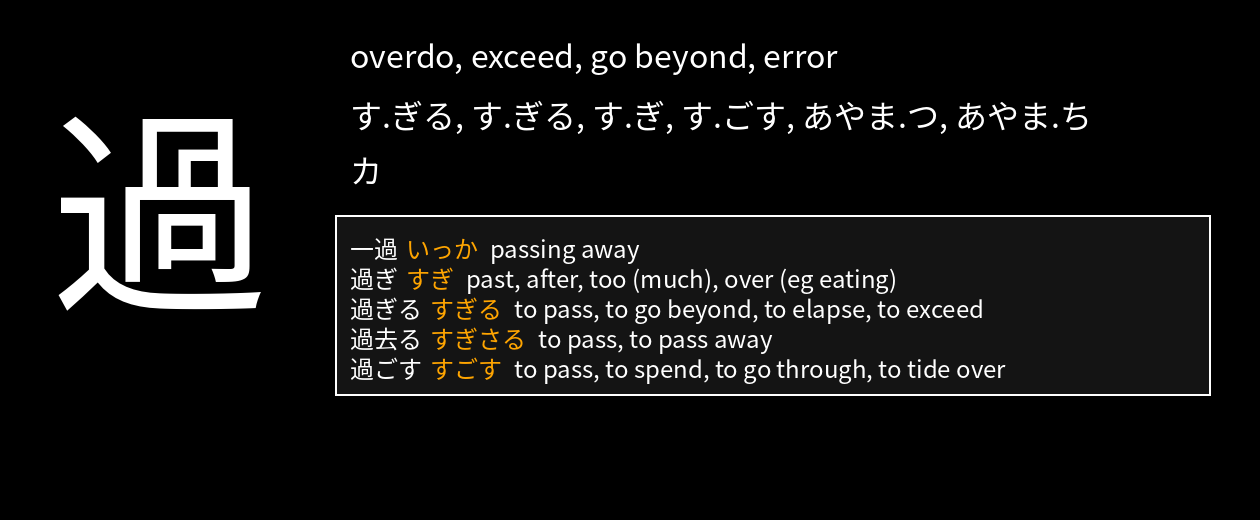 過
overdo, exceed, go beyond, error
す.ぎる, す.ぎる, す.ぎ, す.ごす, あやま.つ, あやま.ち
カ
一過 いっか passing away
過ぎ すぎ past, after, too (much), over (eg eating)
過ぎる すぎる to pass, to go beyond, to elapse, to exceed
過去る すぎさる to pass, to pass away
過ごす すごす to pass, to spend, to go through, to tide over